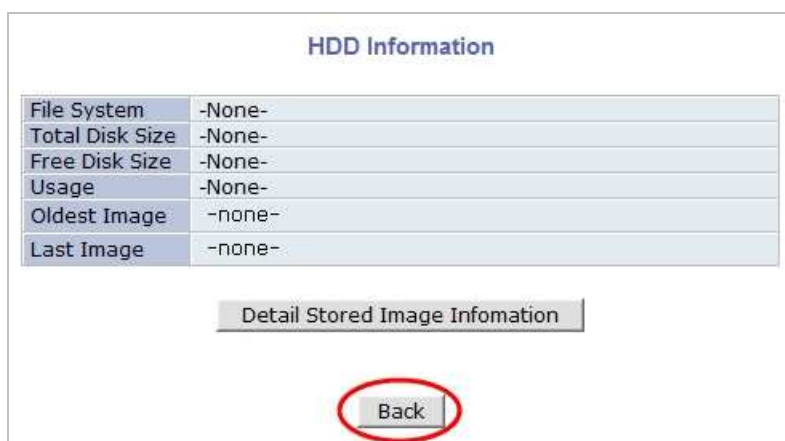 HDD Information
File System -None-
Total Disk Size -None-
Free Disk Size -None-
Usage -None-
Oldest Image -none-
Last Image -none-
Detail Stored Image Infomation
Back